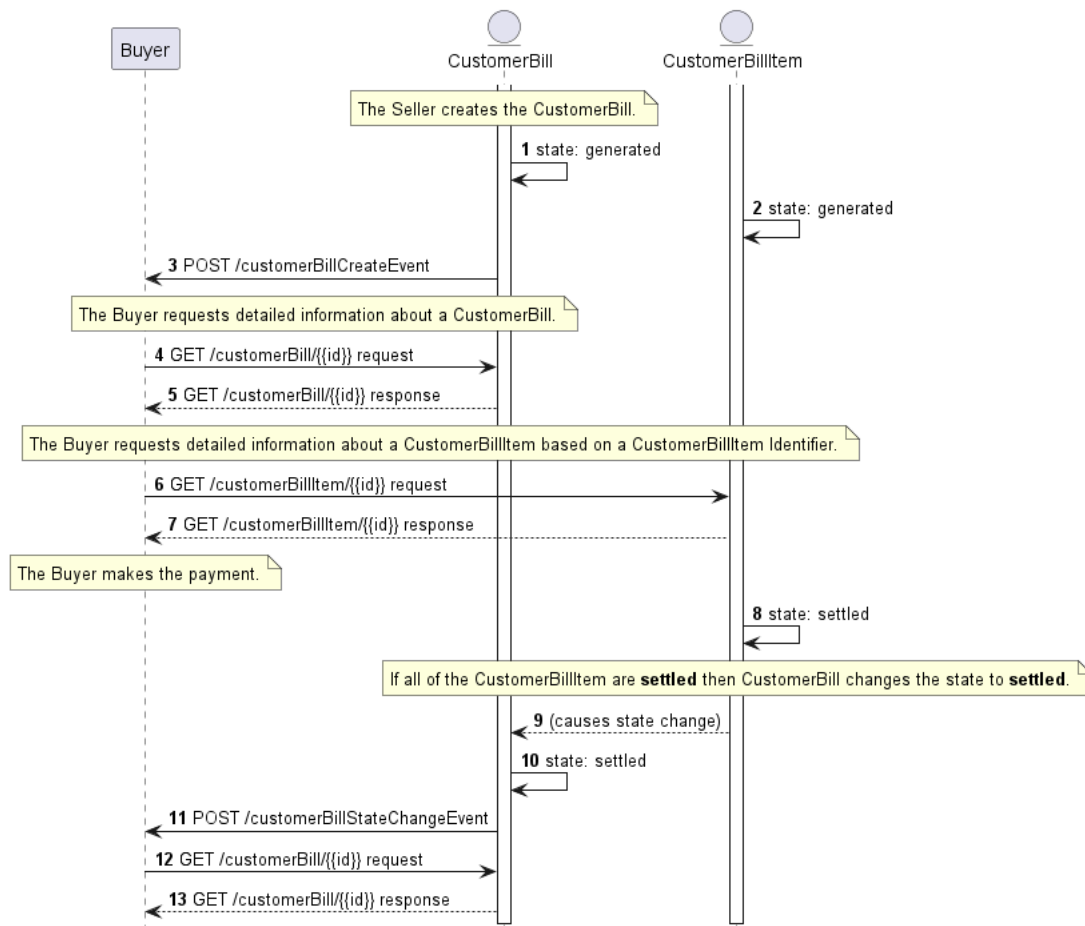 Buyer
CustomerBill
CustomerBillItem
The Seller creates the CustomerBill.
1 state: generated
2 state: generated
3 POST /customerBillCreateEvent
The Buyer requests detailed information about a CustomerBill.
4 GET /customerBill/{{id}} request
5 GET /customerBill/{{id}} response
The Buyer requests detailed information about a CustomerBillItem based on a CustomerBillItem Identifier.
6 GET /customerBillItem/{{id}} request
7 GET /customerBillItem/{{id}} response
The Buyer makes the payment.
8 state: settled
If all of the CustomerBillItem are settled then CustomerBill changes the state to settled.
9 (causes state change)
10 state: settled
11 POST /customerBillStateChangeEvent
12 GET /customerBill/{{id}} request
13 GET /customerBill/{{id}} response